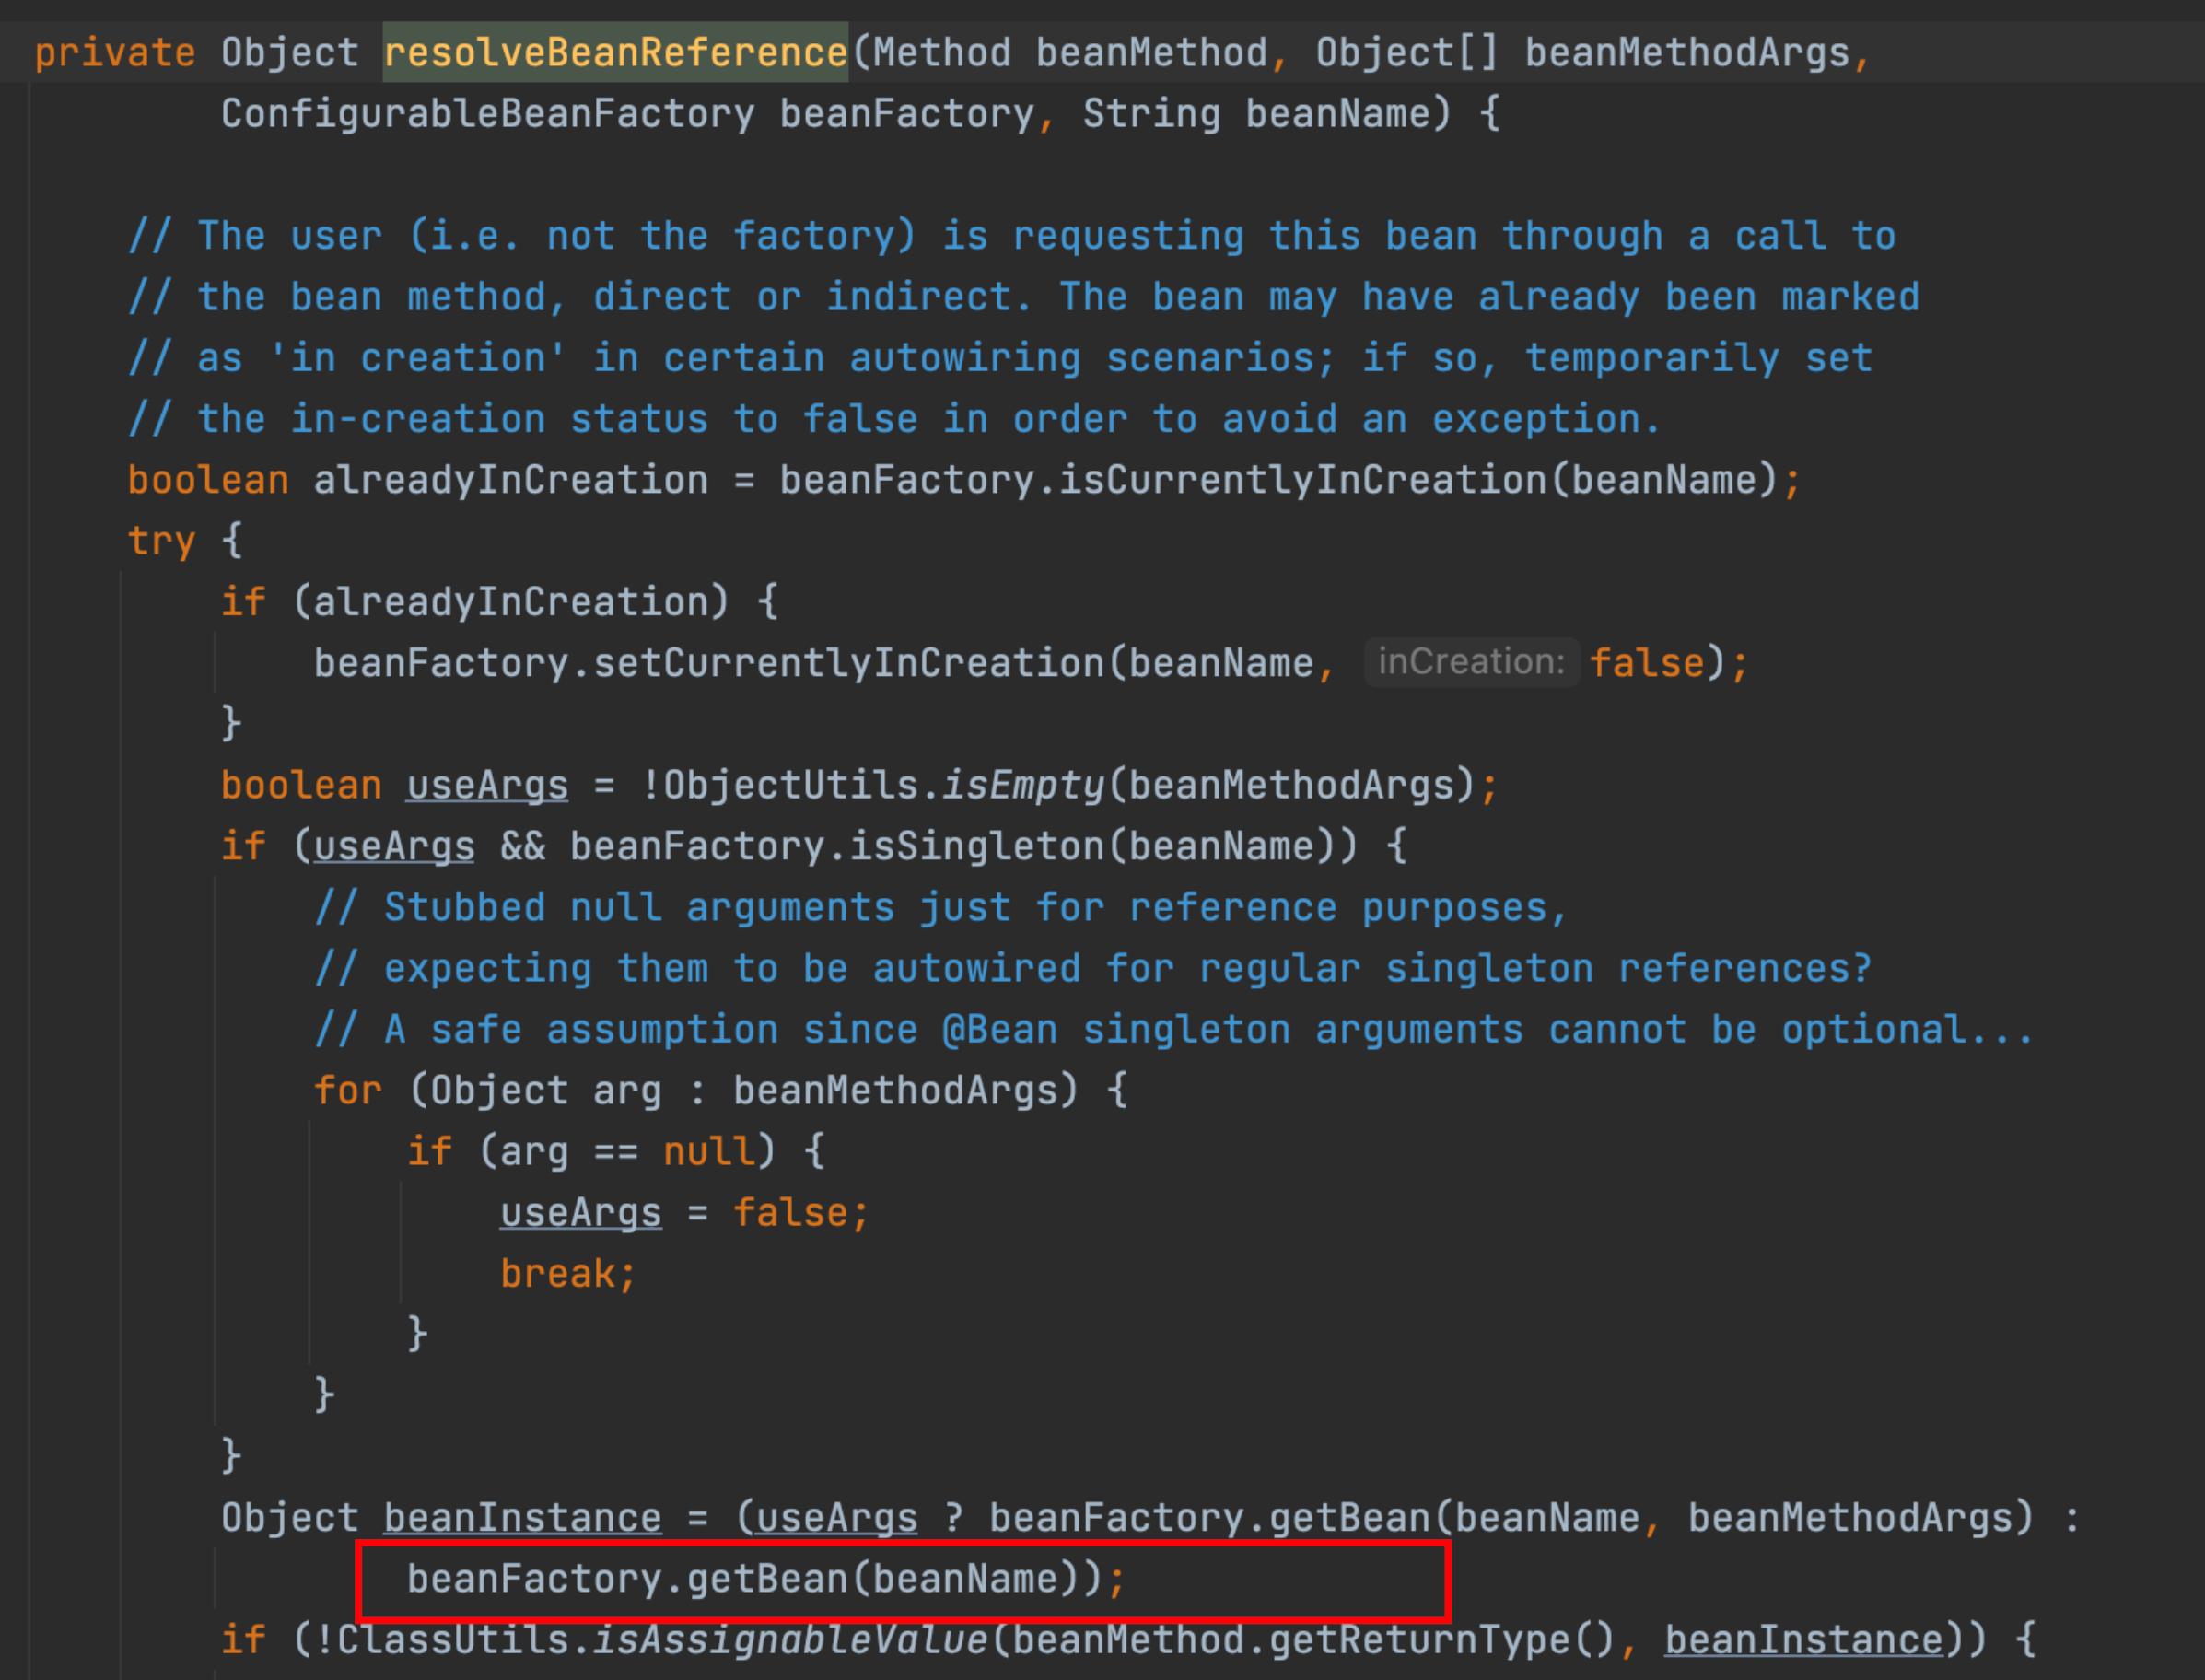 private Object resolveBeanReference(Method beanMethod, Object[] beanMethodArgs,
ConfigurableBeanFactory beanFactory, String beanName) {
// The user (i.e. not the factory) is requesting this bean through a call to
// the bean method, direct or indirect. The bean may have already been marked
// as 'in creation' in certain autowiring scenarios; if so, temporarily set
// the in-creation status to false in order to avoid an exception.
boolean alreadyInCreation = beanFactory.isCurrentlyInCreation(beanName);
try {
if (alreadyInCreation) {
beanFactory.setCurrentlyInCreation(beanName, inCreation: false);
}
boolean useArgs = !ObjectUtils.isEmpty(beanMethodArgs);
if (useArgs && beanFactory.isSingleton(beanName)) {
// Stubbed null arguments just for reference purposes,
// expecting them to be autowired for regular singleton references?
// A safe assumption since @Bean singleton arguments cannot be optional...
for (Object arg : beanMethodArgs) {
if (arg == null) {
useArgs = false;
break;
}
}
}
Object beanInstance = (useArgs ? beanFactory.getBean(beanName, beanMethodArgs) :
beanFactory.getBean(beanName));
if (!ClassUtils.isAssignableValue(beanMethod.getReturnType(), beanInstance)) {